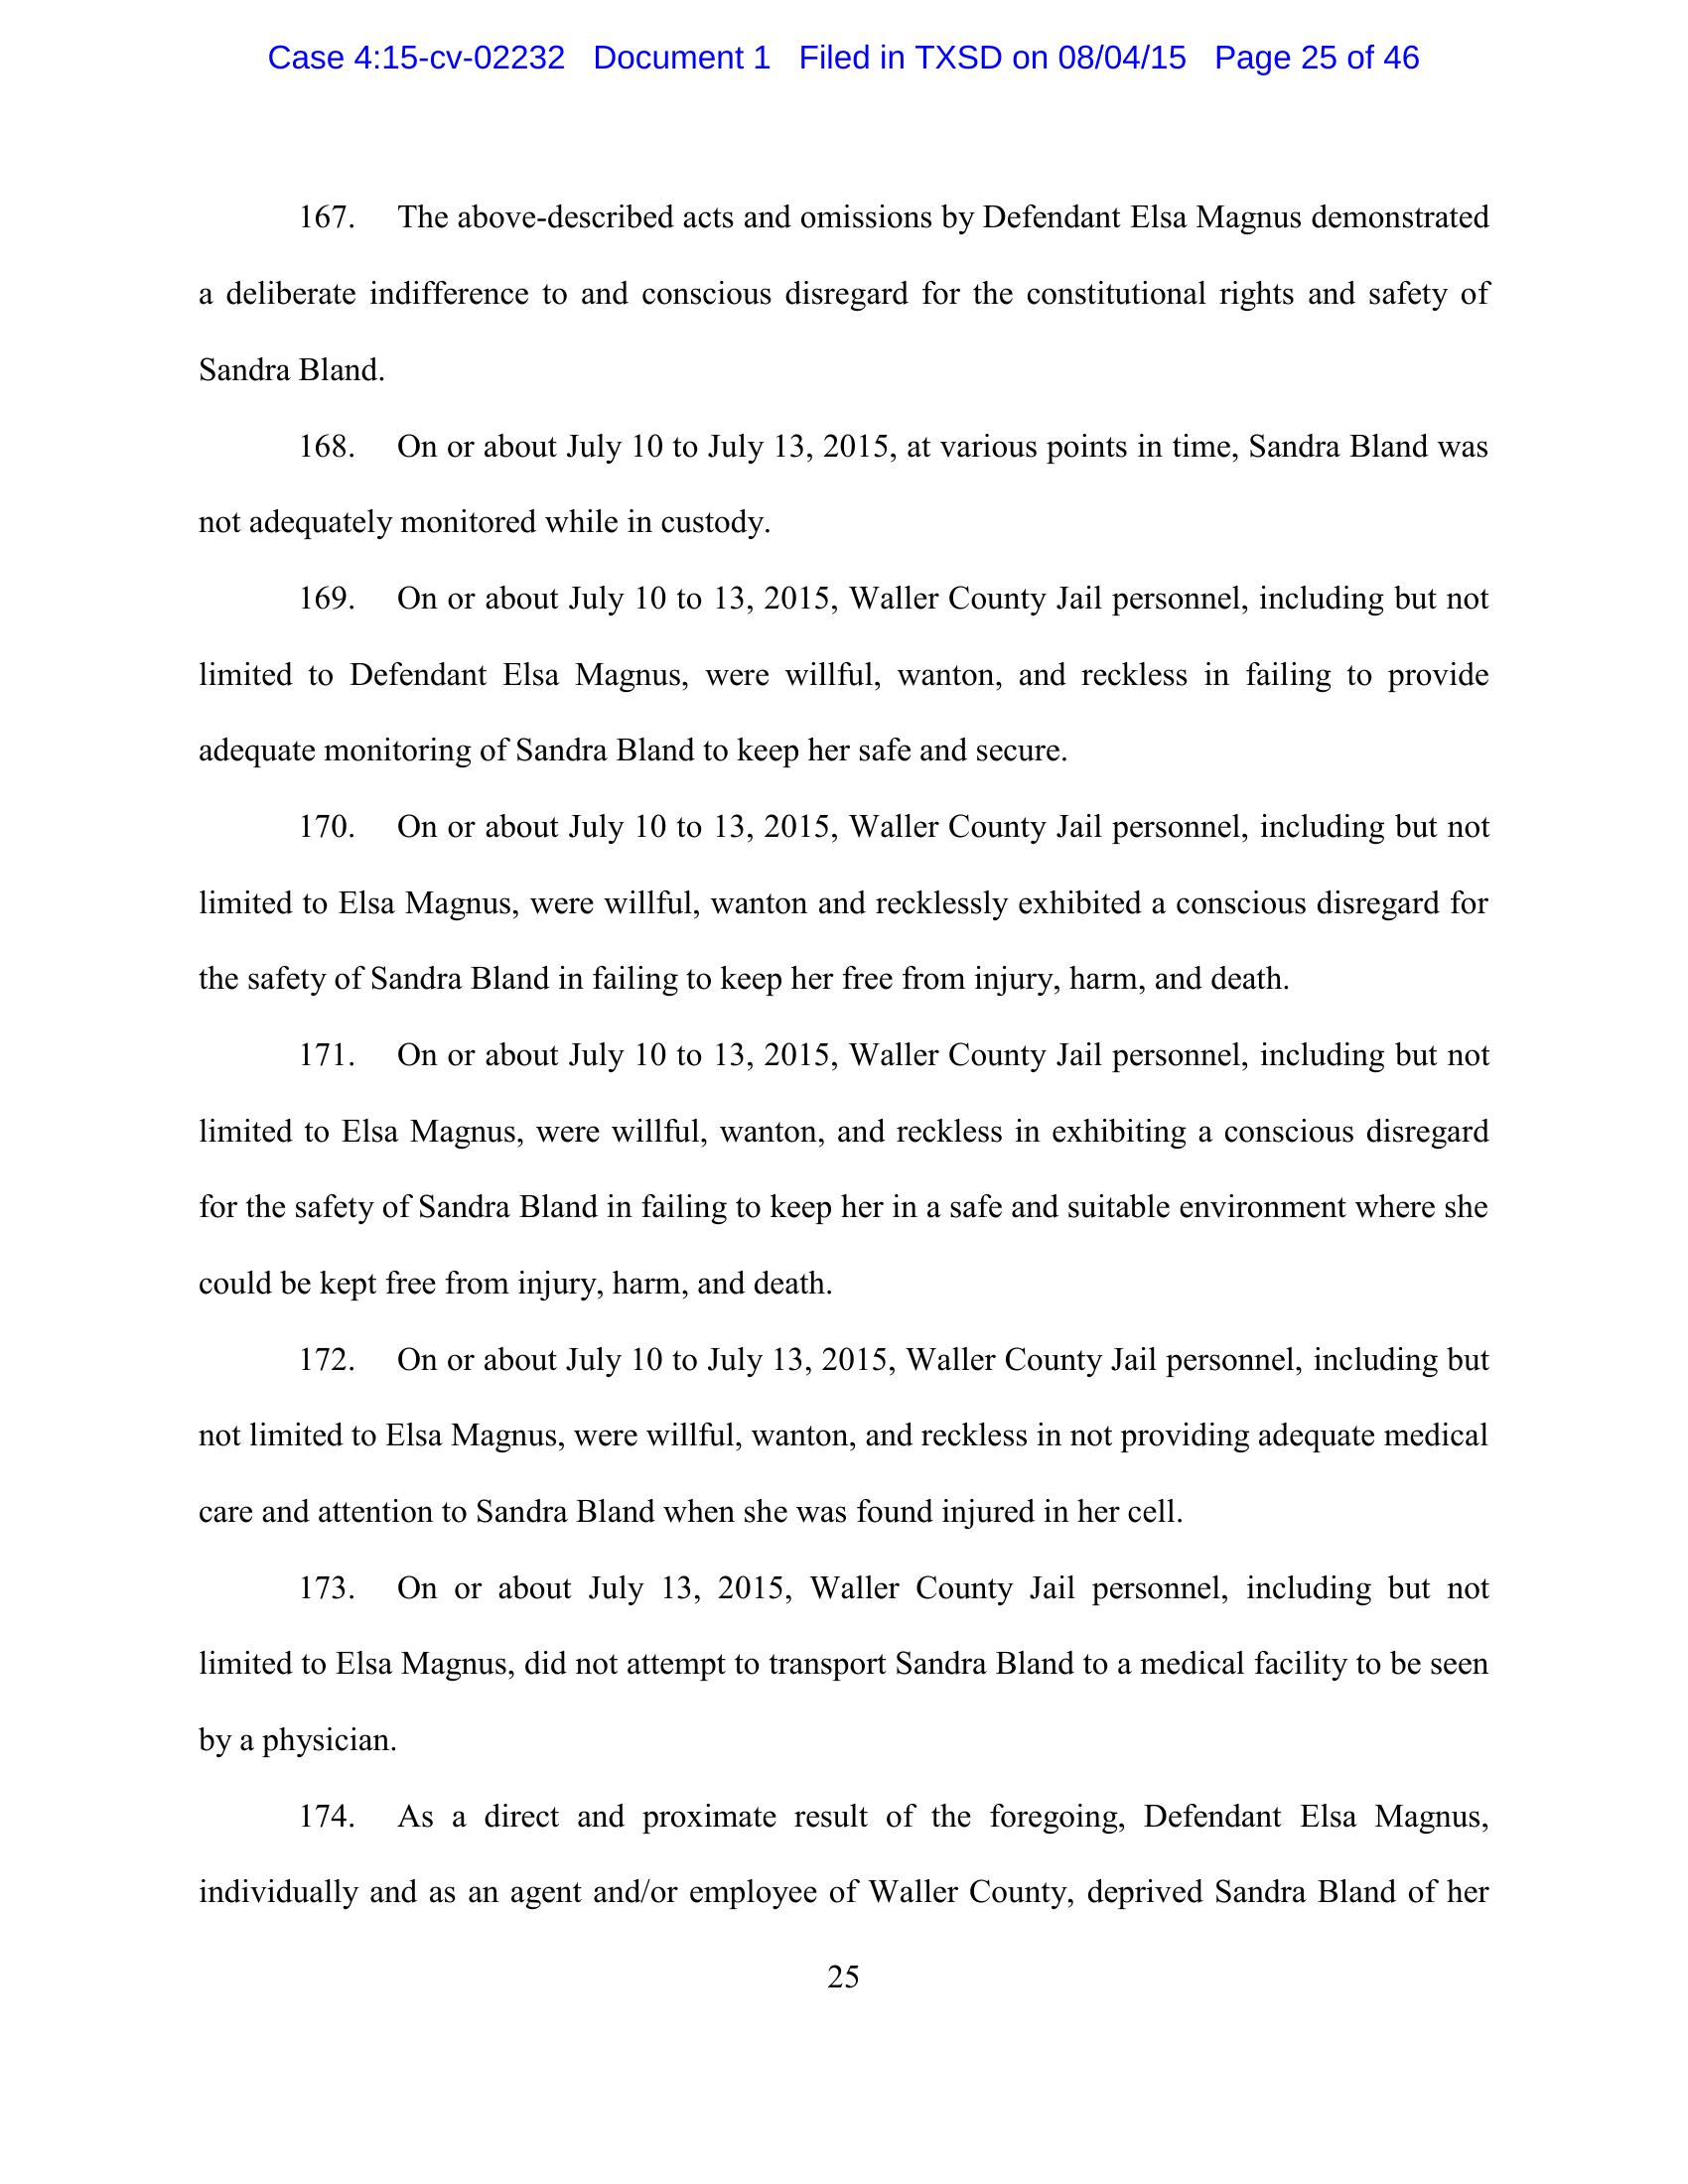 Case 4:15-cv-02232 Document 1 Filed in TXSD on 08/04/15 Page 25 of 46
167. The above-described acts and omissions by Defendant Elsa Magnus demonstrated
a deliberate indifference to and conscious disregard for the constitutional rights and safety of
Sandra Bland.
168. On or about July 10 to July 13, 2015, at various points in time, Sandra Bland was
not adequately monitored while in custody.
169. On or about July 10 to 13, 2015, Waller County Jail personnel, including but not
limited to Defendant Elsa Magnus, were willful, wanton, and reckless in failing to provide
adequate monitoring of Sandra Bland to keep her safe and secure.
170. On or about July 10 to 13, 2015, Waller County Jail personnel, including but not
limited to Elsa Magnus, were willful, wanton and recklessly exhibited a conscious disregard for
the safety of Sandra Bland in failing to keep her free from injury, harm, and death.
171. On or about July 10 to 13, 2015, Waller County Jail personnel, including but not
limited to Elsa Magnus, were willful, wanton, and reckless in exhibiting a conscious disregard
for the safety of Sandra Bland in failing to keep her in a safe and suitable environment where she
could be kept free from injury, harm, and death.
172. On or about July 10 to July 13, 2015, Waller County Jail personnel, including but
not limited to Elsa Magnus, were willful, wanton, and reckless in not providing adequate medical
care and attention to Sandra Bland when she was found injured in her cell.
173. On or about July 13, 2015, Waller County Jail personnel, including but not
limited to Elsa Magnus, did not attempt to transport Sandra Bland to a medical facility to be seen
by a physician.
174. As a direct and proximate result of the foregoing, Defendant Elsa Magnus,
individually and as an agent and/or employee of Waller County, deprived Sandra Bland of her
25